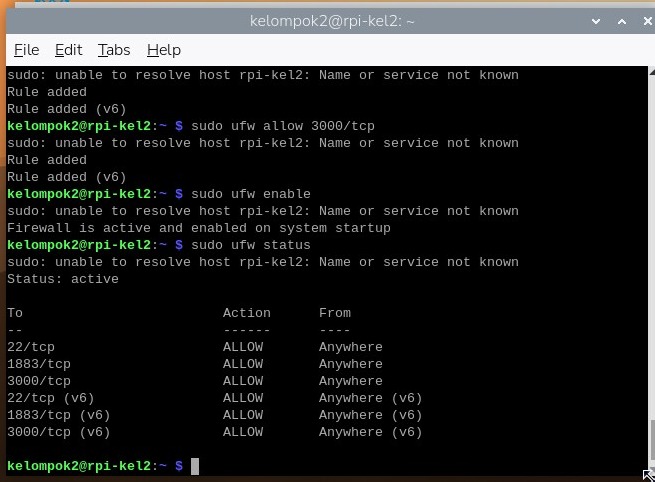 kelompok2@rpi-kel2: ~
File Edit Tabs Help
sudo: unable to resolve host rpi-kel2: Name or service not known
Rule added
Rule added (v6)
kelompok2@rpi-kel2:~ $ sudo ufw allow 3000/tcp
sudo: unable to resolve host rpi-kel2: Name or service not known
Rule added
Rule added (v6)
kelompok2@rpi-kel2:~ $ sudo ufw enable
sudo: unable to resolve host rpi-kel2: Name or service not known
Firewall is active and enabled on system startup
kelompok2@rpi-kel2:~ $ sudo ufw status
sudo: unable to resolve host rpi-kel2: Name or service not known
Status: active
To Action From
-- ------ ----
22/tcp ALLOW Anywhere
1883/tcp ALLOW Anywhere
3000/tcp ALLOW Anywhere
22/tcp (v6) ALLOW Anywhere (v6)
1883/tcp (v6) ALLOW Anywhere (v6)
3000/tcp (v6) ALLOW Anywhere (v6)
kelompok2@rpi-kel2:~ $